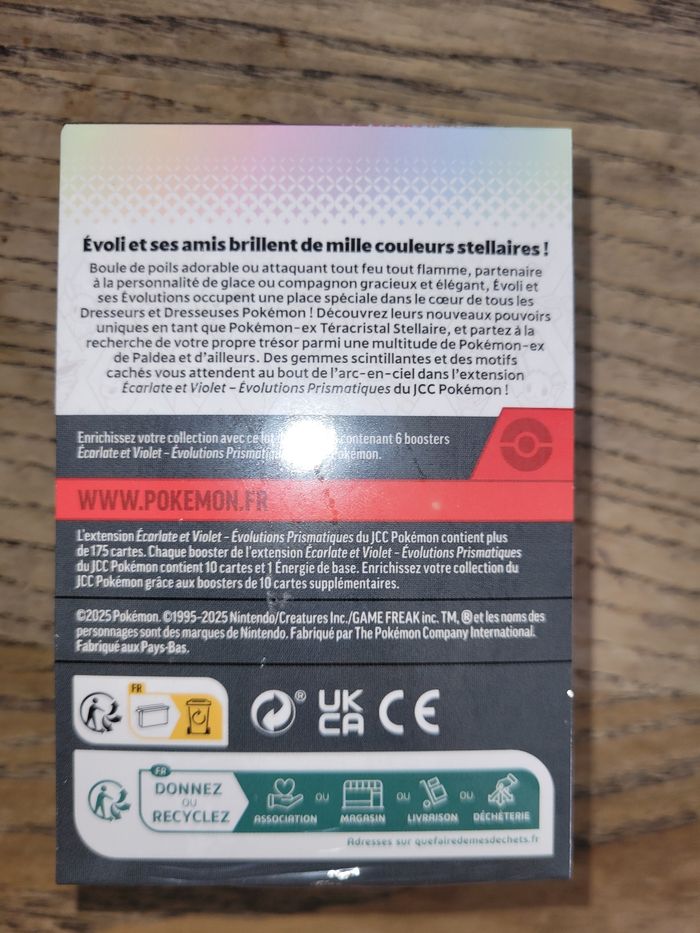 Évoli et ses amis brillent de mille couleurs stellaires !
Boule de poils adorable ou attaquant tout feu tout flamme, partenaire
à la personnalité de glace ou compagnon gracieux et élégant, Évoli et
ses Évolutions occupent une place spéciale dans le cœur de tous les
Dresseurs et Dresseuses Pokémon ! Découvrez leurs nouveaux pouvoirs
uniques en tant que Pokémon-ex Téracristal Stellaire, et partez à la
recherche de votre propre trésor parmi une multitude de Pokémon-ex
de Paldea et d'ailleurs. Des gemmes scintillantes et des motifs
cachés vous attendent au bout de l'arc-en-ciel dans l'extension
Écarlate et Violet – Évolutions Prismatiques du JCC Pokémon !
Enrichissez votre collection avec ce contenant 6 boosters
Écarlate et Violet – Évolutions Pokémon.
WWW.POKEMON.FR
L'extension Écarlate et Violet – Évolutions Prismatiques du JCC Pokémon contient plus
de 175 cartes. Chaque booster de l'extension Écarlate et Violet – Évolutions Prismatiques
du JCC Pokémon contient 10 cartes et 1 Énergie de base. Enrichissez votre collection du
JCC Pokémon grâce aux boosters de 10 cartes supplémentaires.
©2025 Pokémon. ©1995–2025 Nintendo/Creatures Inc./GAME FREAK inc. TM, ® et les noms des
personnages sont des marques de Nintendo. Fabriqué par The Pokémon Company International.
Fabriqué aux Pays-Bas.
FR
®
UK
CA
CE
FR
DONNEZ
OU
RECYCLEZ
ASSOCIATION OU MAGASIN OU LIVRAISON OU DÉCHÈTERIE
Adresses sur quefairedemesdechets.fr